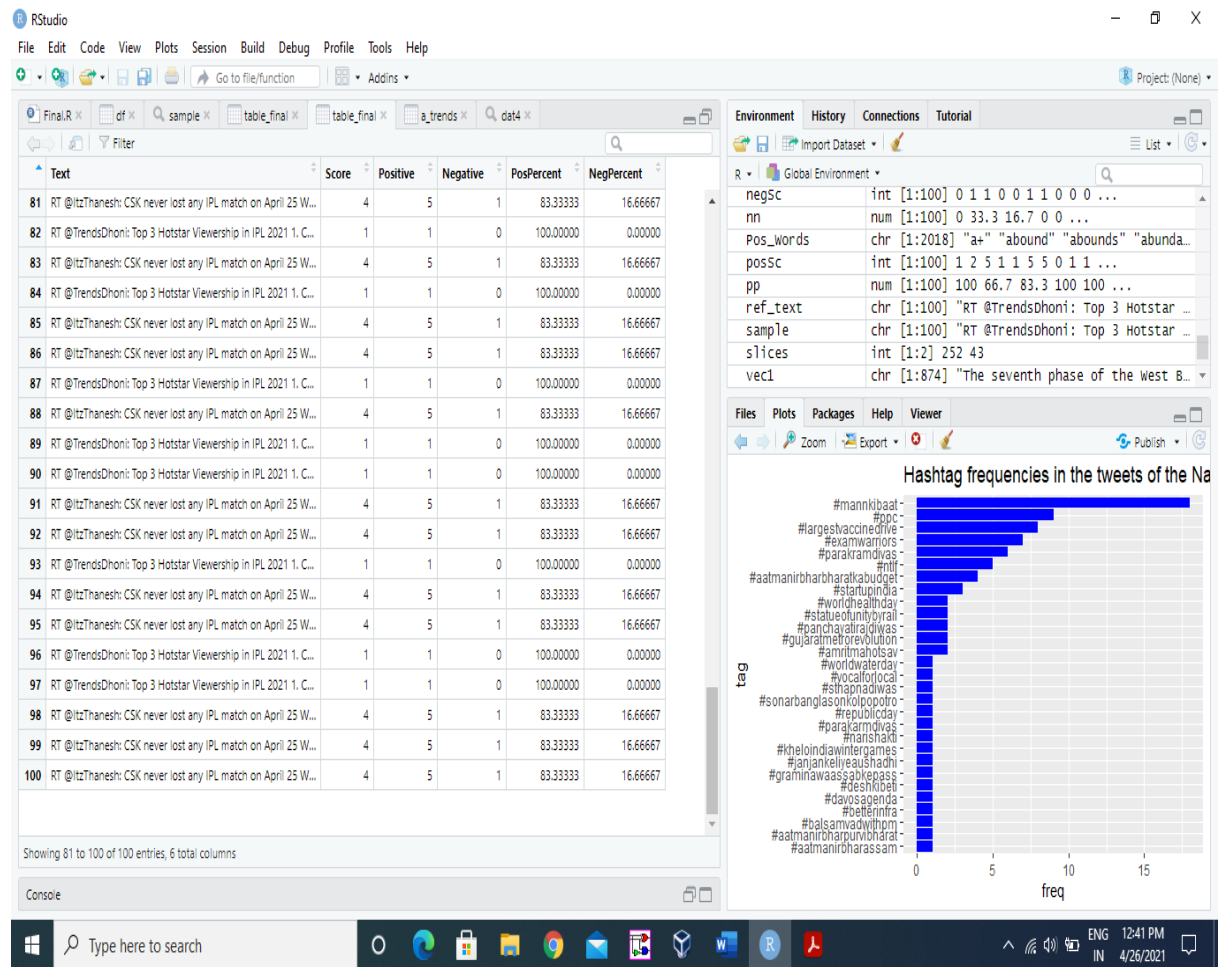 RStudio
File Edit Code View Plots Session Build Debug Profile Tools Help
Go to file/function Addins Project: (None)
Final.R df sample table_final table_final a_trends dat4
Filter
Text Score Positive Negative PosPercent NegPercent
81 RT @ItzThanesh: CSK never lost any IPL match on April 25 W... 4 5 1 83.33333 16.66667
82 RT @TrendsDhoni: Top 3 Hotstar Viewership in IPL 2021 1. C... 1 1 0 100.00000 0.00000
83 RT @ItzThanesh: CSK never lost any IPL match on April 25 W... 4 5 1 83.33333 16.66667
84 RT @TrendsDhoni: Top 3 Hotstar Viewership in IPL 2021 1. C... 1 1 0 100.00000 0.00000
85 RT @ItzThanesh: CSK never lost any IPL match on April 25 W... 4 5 1 83.33333 16.66667
86 RT @ItzThanesh: CSK never lost any IPL match on April 25 W... 4 5 1 83.33333 16.66667
87 RT @TrendsDhoni: Top 3 Hotstar Viewership in IPL 2021 1. C... 1 1 0 100.00000 0.00000
88 RT @ItzThanesh: CSK never lost any IPL match on April 25 W... 4 5 1 83.33333 16.66667
89 RT @TrendsDhoni: Top 3 Hotstar Viewership in IPL 2021 1. C... 1 1 0 100.00000 0.00000
90 RT @TrendsDhoni: Top 3 Hotstar Viewership in IPL 2021 1. C... 1 1 0 100.00000 0.00000
91 RT @ItzThanesh: CSK never lost any IPL match on April 25 W... 4 5 1 83.33333 16.66667
92 RT @ItzThanesh: CSK never lost any IPL match on April 25 W... 4 5 1 83.33333 16.66667
93 RT @TrendsDhoni: Top 3 Hotstar Viewership in IPL 2021 1. C... 1 1 0 100.00000 0.00000
94 RT @ItzThanesh: CSK never lost any IPL match on April 25 W... 4 5 1 83.33333 16.66667
95 RT @ItzThanesh: CSK never lost any IPL match on April 25 W... 4 5 1 83.33333 16.66667
96 RT @TrendsDhoni: Top 3 Hotstar Viewership in IPL 2021 1. C... 1 1 0 100.00000 0.00000
97 RT @TrendsDhoni: Top 3 Hotstar Viewership in IPL 2021 1. C... 1 1 0 100.00000 0.00000
98 RT @ItzThanesh: CSK never lost any IPL match on April 25 W... 4 5 1 83.33333 16.66667
99 RT @ItzThanesh: CSK never lost any IPL match on April 25 W... 4 5 1 83.33333 16.66667
100 RT @ItzThanesh: CSK never lost any IPL match on April 25 W... 4 5 1 83.33333 16.66667
Showing 81 to 100 of 100 entries, 6 total columns
Console
Environment History Connections Tutorial
Import Dataset List
R Global Environment
negSc int [1:100] 0 1 1 0 0 1 1 0 0 0 ...
nn num [1:100] 0 33.3 16.7 0 0 ...
Pos_Words chr [1:2018] "a+" "abound" "abounds" "abunda...
posSc int [1:100] 1 2 5 1 1 5 5 0 1 1 ...
pp num [1:100] 100 66.7 83.3 100 100 ...
ref_text chr [1:100] "RT @TrendsDhoni: Top 3 Hotstar ...
sample chr [1:100] "RT @TrendsDhoni: Top 3 Hotstar ...
slices int [1:2] 252 43
vec1 chr [1:874] "The seventh phase of the West B...
Files Plots Packages Help Viewer
Zoom Export Publish
Hashtag frequencies in the tweets of the Na
#mannkibaat
#ppc
#largestvaccinedrive
#examwarriors
#parakramdivas
#ntlf
#aatmanirbharbharatkabudget
#startupindia
#worldhealthday
#statueofunitybyrail
#panchayatirajdiwas
#gujaratmetrorevolution
#amritmahotsav
#worldwaterday
#vocalforlocal
#sthapnadiwas
#sonarbanglasonkolpopotro
#republicday
#parakarmdivas
#narishakti
#kheloindiawintergames
#janjankeliyeaushadhi
#graminawaassabkepass
#deshkibeti
#davosagenda
#betterinfra
#balsamvadwithpm
#aatmanirbharpurvibharat
#aatmanirbharassam
tag
0 5 10 15
freq
Type here to search
ENG 12:41 PM
IN 4/26/2021